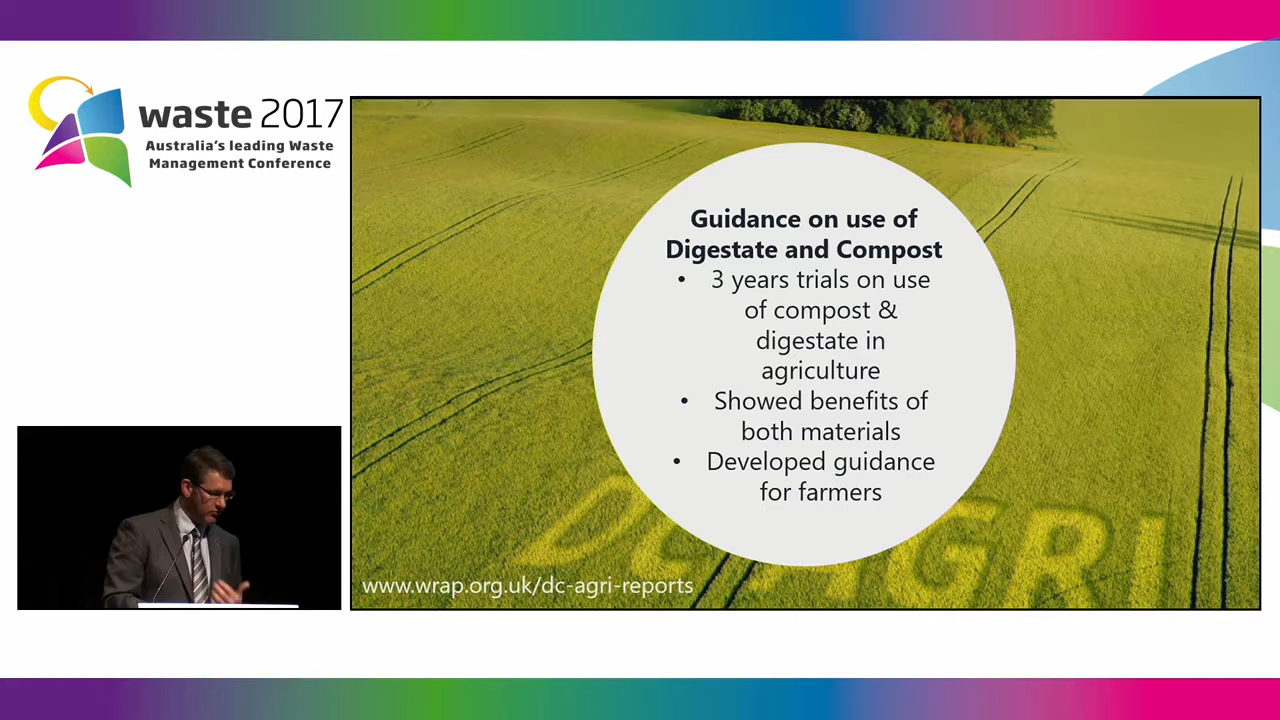 waste 2017
Australia's leading Waste
Management Conference
Guidance on use of
Digestate and Compost
• 3 years trials on use
of compost &
digestate in
agriculture
• Showed benefits of
both materials
• Developed guidance
for farmers
DC AGRI
www.wrap.org.uk/dc-agri-reports